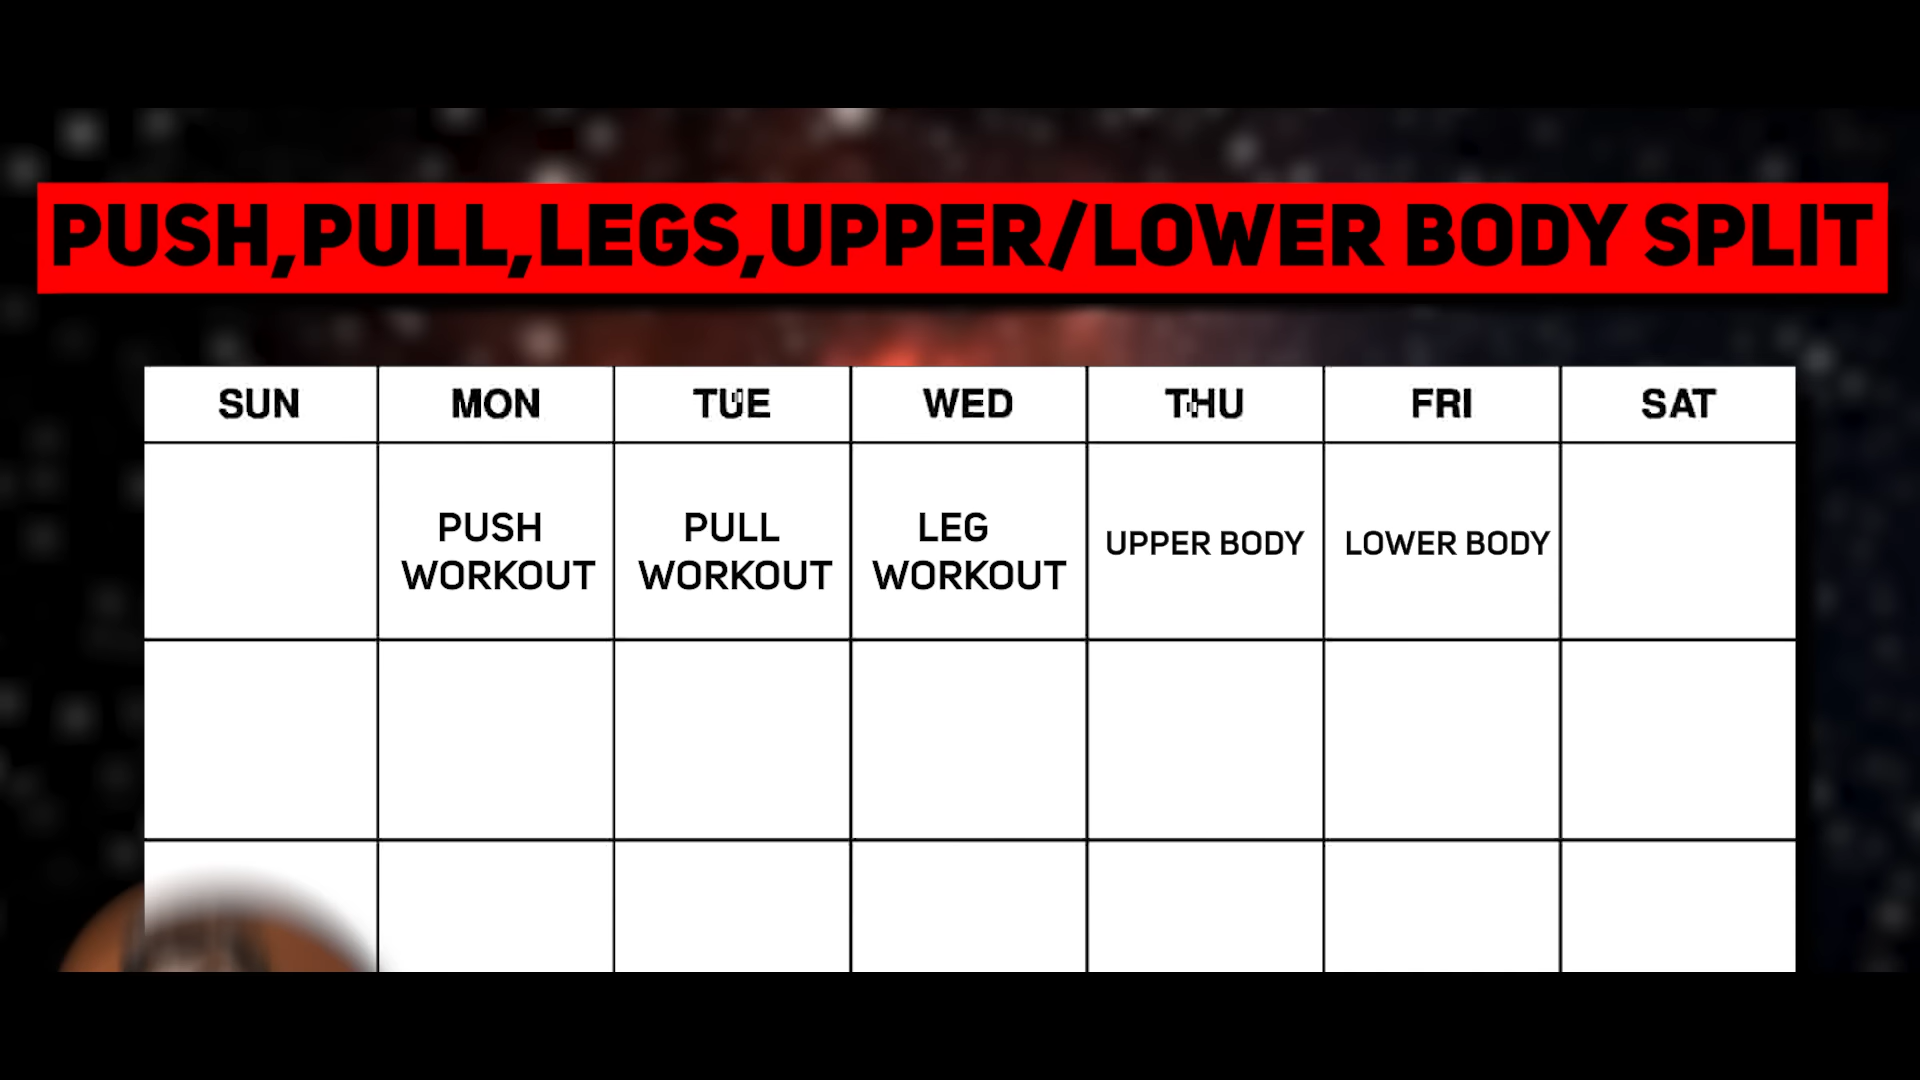 PUSH,PULL,LEGS,UPPER/LOWER BODY SPLIT
SUN MON TUE WED THU FRI SAT
PUSH WORKOUT
PULL WORKOUT
LEG WORKOUT
UPPER BODY
LOWER BODY